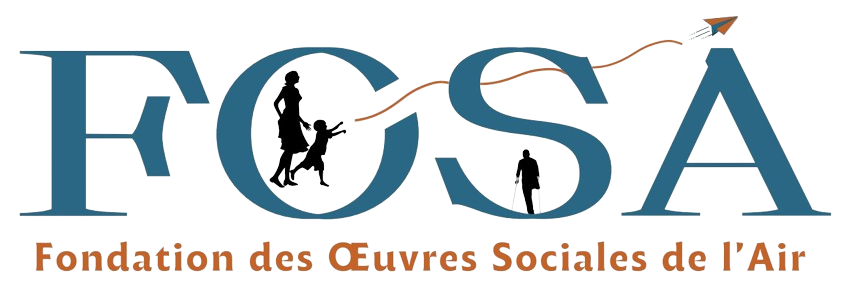 FOSA
Fondation des Œuvres Sociales de l'Air